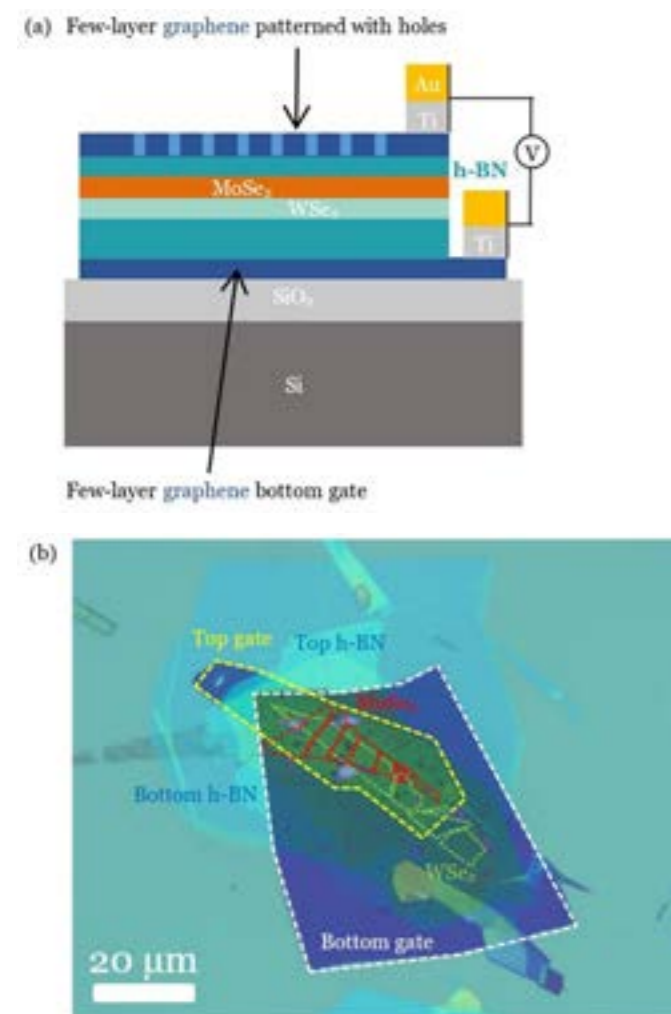 (a) Few-layer graphene patterned with holes
Au
Ti
V
h-BN
MoSe₂
WSe₂
Ti
SiO₂
Si
Few-layer graphene bottom gate
(b)
Top gate
Top h-BN
MoSe₂
Bottom h-BN
WSe₂
Bottom gate
20 μm